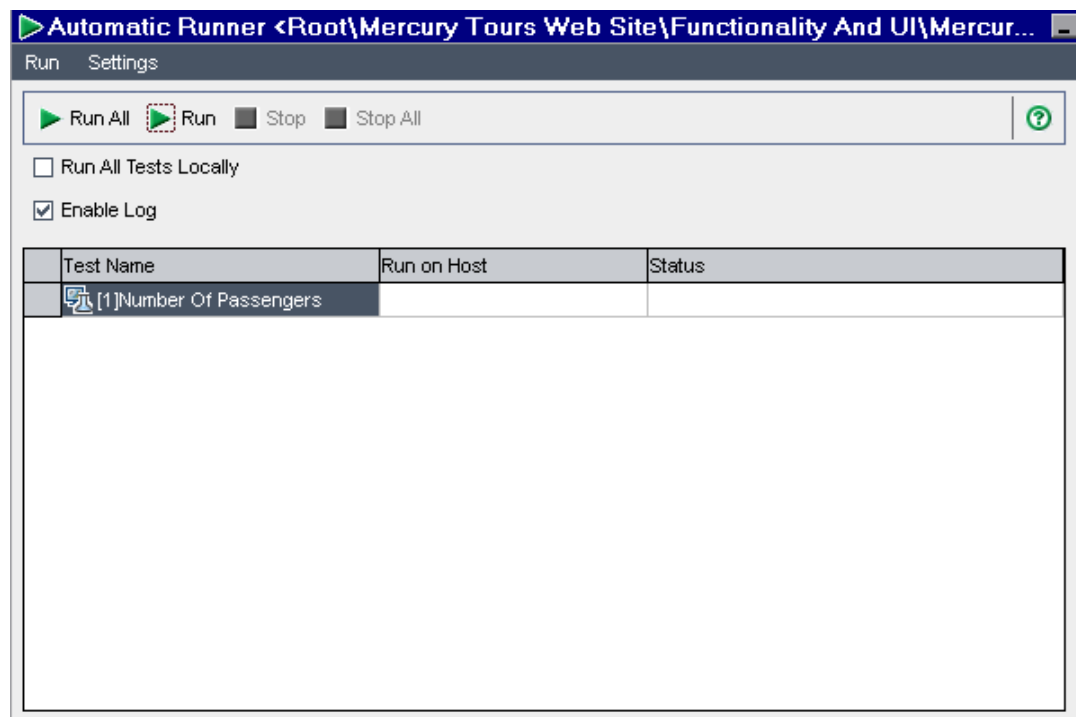 Automatic Runner <Root\Mercury Tours Web Site\Functionality And UI\Mercur...
Run Settings
Run All Run Stop Stop All ?
Run All Tests Locally
Enable Log
Test Name Run on Host Status
[1]Number Of Passengers